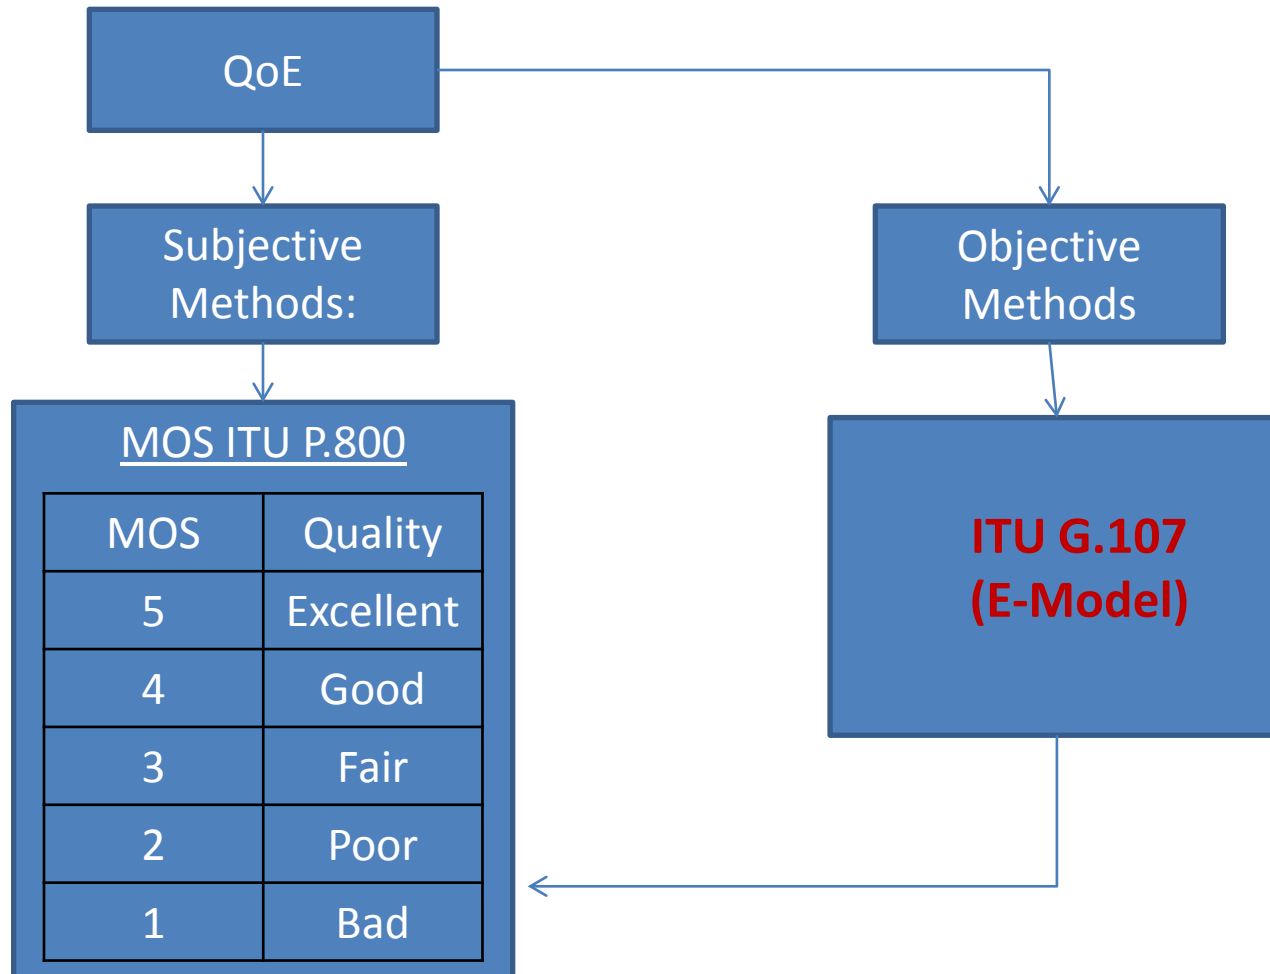 QoE
Subjective
Methods:
Objective
Methods
MOS ITU P.800
MOS Quality
5 Excellent
4 Good
3 Fair
2 Poor
1 Bad
ITU G.107
(E-Model)